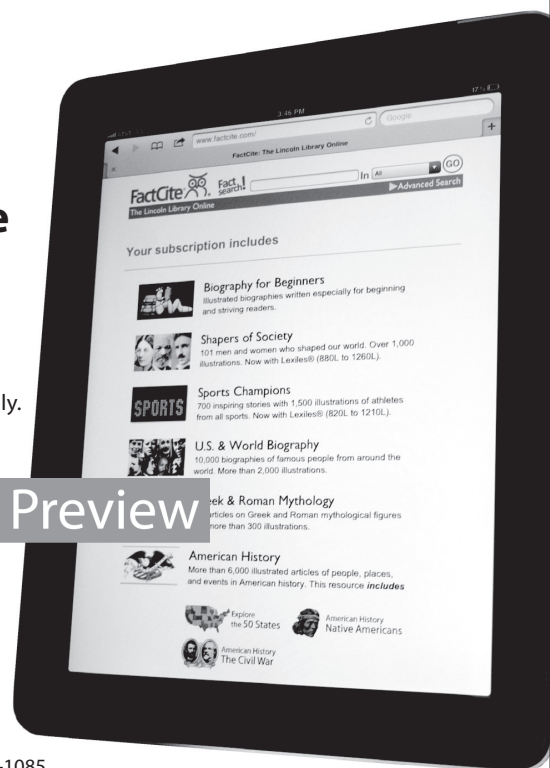 e
ly.
Preview
-1085
3:46 PM
17%
www.factcite.com/
Google
FactCite: The Lincoln Library Online
FactCite
Fact search!
In All
GO
The Lincoln Library Online
Advanced Search
Your subscription includes
Biography for Beginners
Illustrated biographies written especially for beginning
and striving readers.
Shapers of Society
101 men and women who shaped our world. Over 1,000
illustrations. Now with Lexiles® (880L to 1260L).
SPORTS
Sports Champions
700 inspiring stories with 1,500 illustrations of athletes
from all sports. Now with Lexiles® (820L to 1210L).
U.S. & World Biography
10,000 biographies of famous people from around the
world. More than 2,000 illustrations.
eek & Roman Mythology
articles on Greek and Roman mythological figures
more than 300 illustrations.
American History
More than 6,000 illustrated articles of people, places,
and events in American history. This resource includes
Explore
the 50 States
American History
Native Americans
American History
The Civil War